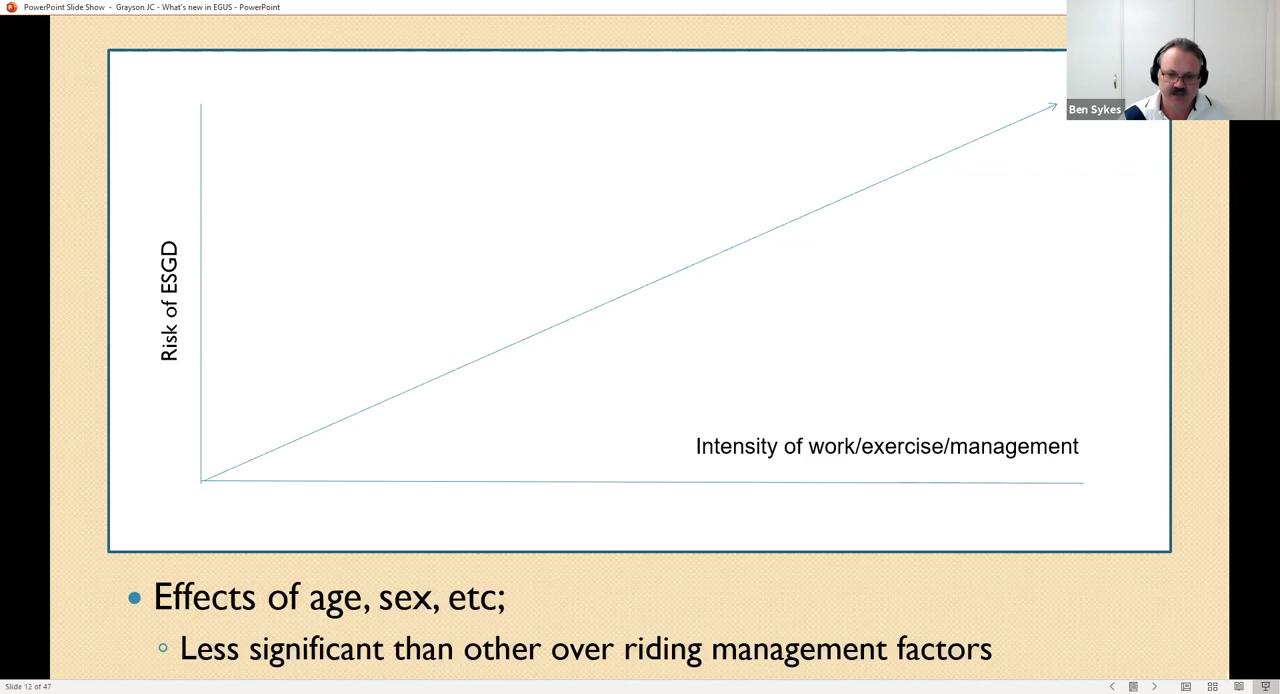 PowerPoint Slide Show - Grayson JC - What's new in EGUS - PowerPoint
Ben Sykes
Risk of ESGD
Intensity of work/exercise/management
Effects of age, sex, etc;
Less significant than other over riding management factors
Slide 12 of 47